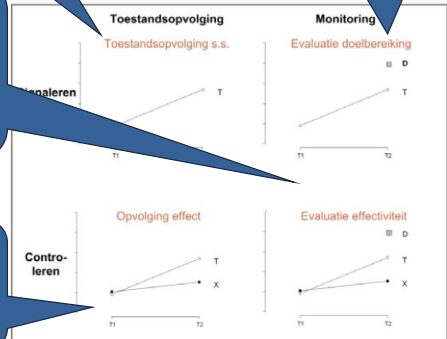 Toestandsopvolging Monitoring
Toestandsopvolging s.s. Evaluatie doelbereiking
D
T T
T1 T2
Opvolging effect Evaluatie effectiviteit
Contro-
leren
D
T T
X X
T1 T2 T1 T2
T1 T2